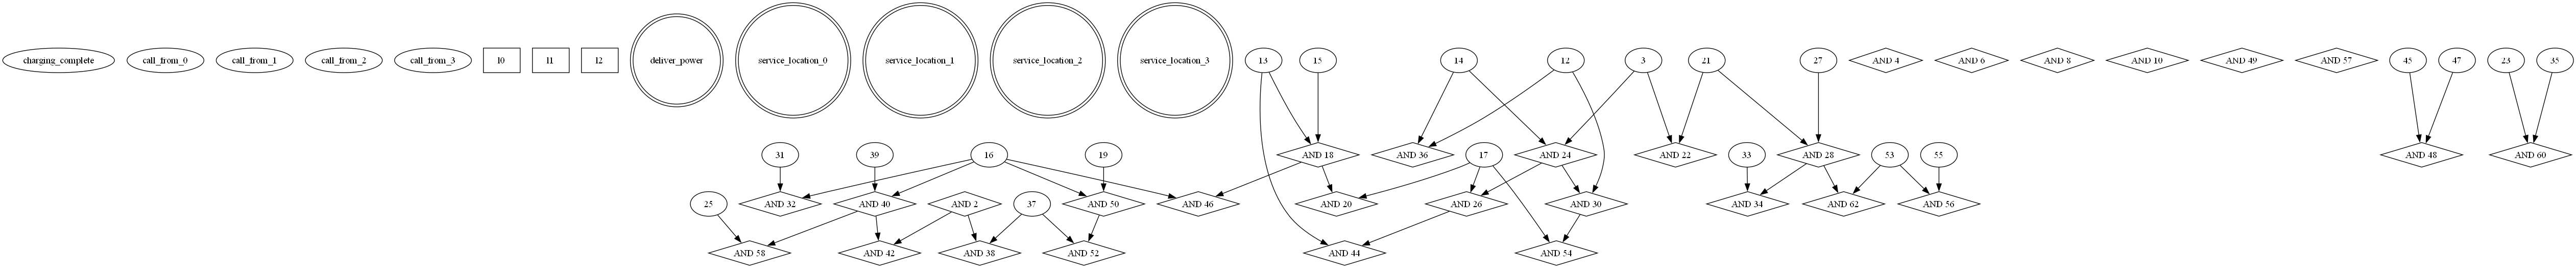 charging_complete
call_from_0
call_from_1
call_from_2
call_from_3
I0
I1
I2
deliver_power
service_location_0
service_location_1
service_location_2
service_location_3
13
15
14
12
3
21
27
AND 4
AND 6
AND 8
AND 10
AND 49
AND 57
45
47
23
35
31
39
16
19
AND 18
AND 36
17
AND 24
AND 22
33
AND 28
53
55
AND 48
AND 60
25
AND 32
AND 40
AND 2
37
AND 50
AND 46
AND 20
AND 26
AND 30
AND 34
AND 62
AND 56
AND 58
AND 42
AND 38
AND 52
AND 44
AND 54